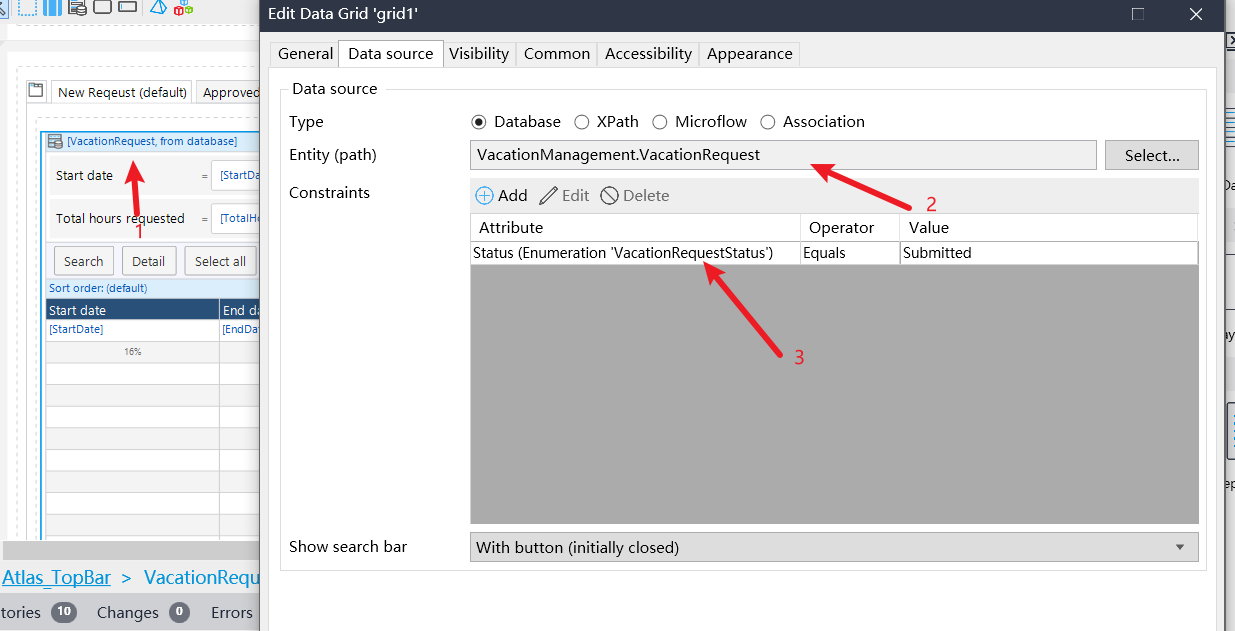 Edit Data Grid 'grid1'
General Data source Visibility Common Accessibility Appearance
Data source
Type Database XPath Microflow Association
Entity (path) VacationManagement.VacationRequest Select...
Constraints Add Edit Delete
Attribute Operator Value
Status (Enumeration 'VacationRequestStatus') Equals Submitted
Show search bar With button (initially closed)
2
3
New Reqeust (default) Approved
[VacationRequest, from database]
Start date = [StartDa
1
Total hours requested = [TotalHo
Search Detail Select all
Sort order: (default)
Start date End da
[StartDate] [EndDat
16%
Atlas_TopBar > VacationRequ
tories 10 Changes 0 Errors